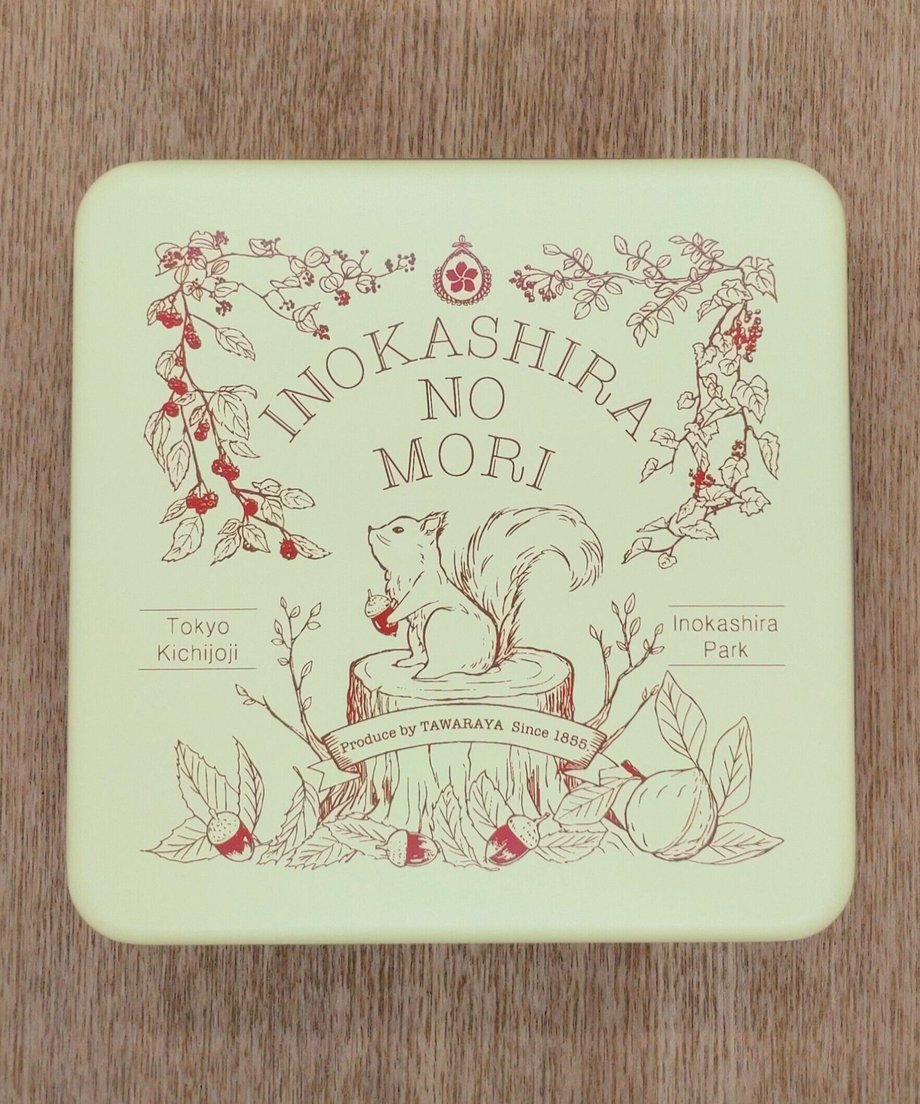 INOKASHIRA
NO
MORI
Tokyo
Kichijoji
Inokashira
Park
Produce by TAWARAYA Since 1855.